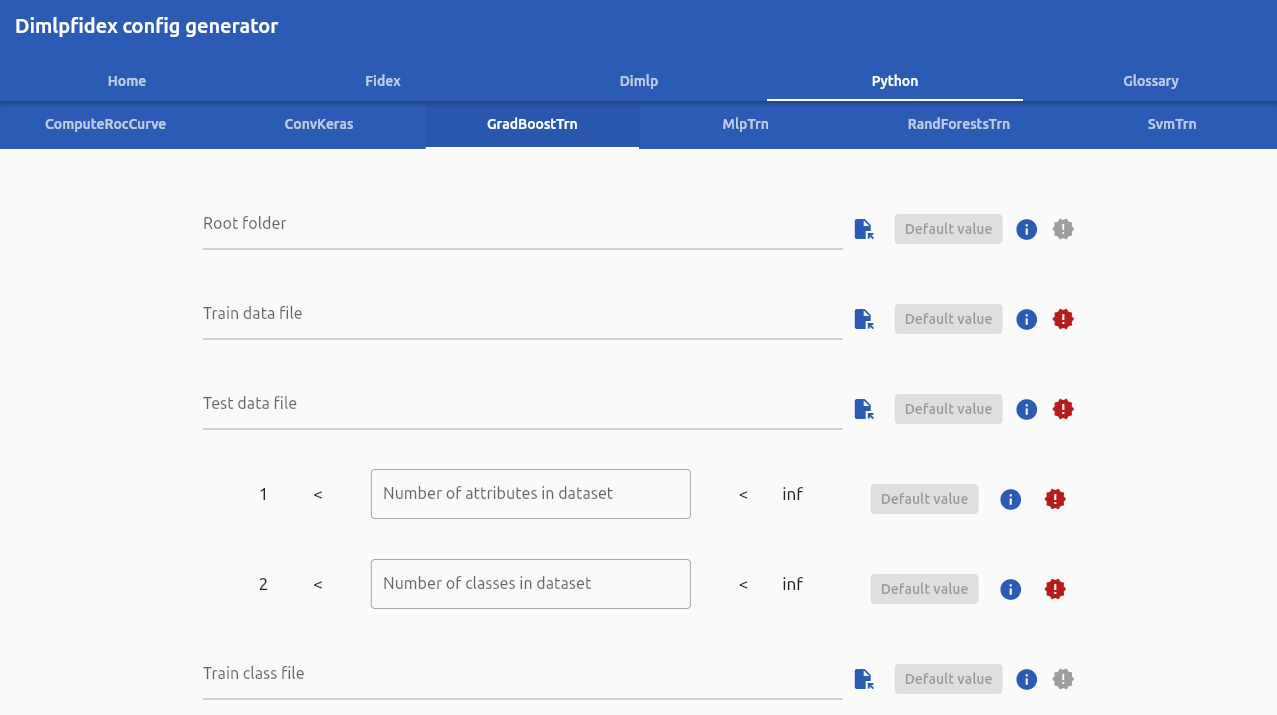 Dimlpfidex config generator
Home Fidex Dimlp Python Glossary
ComputeRocCurve ConvKeras GradBoostTrn MlpTrn RandForestsTrn SvmTrn
Root folder Default value
Train data file Default value
Test data file Default value
1 < Number of attributes in dataset < inf Default value
2 < Number of classes in dataset < inf Default value
Train class file Default value